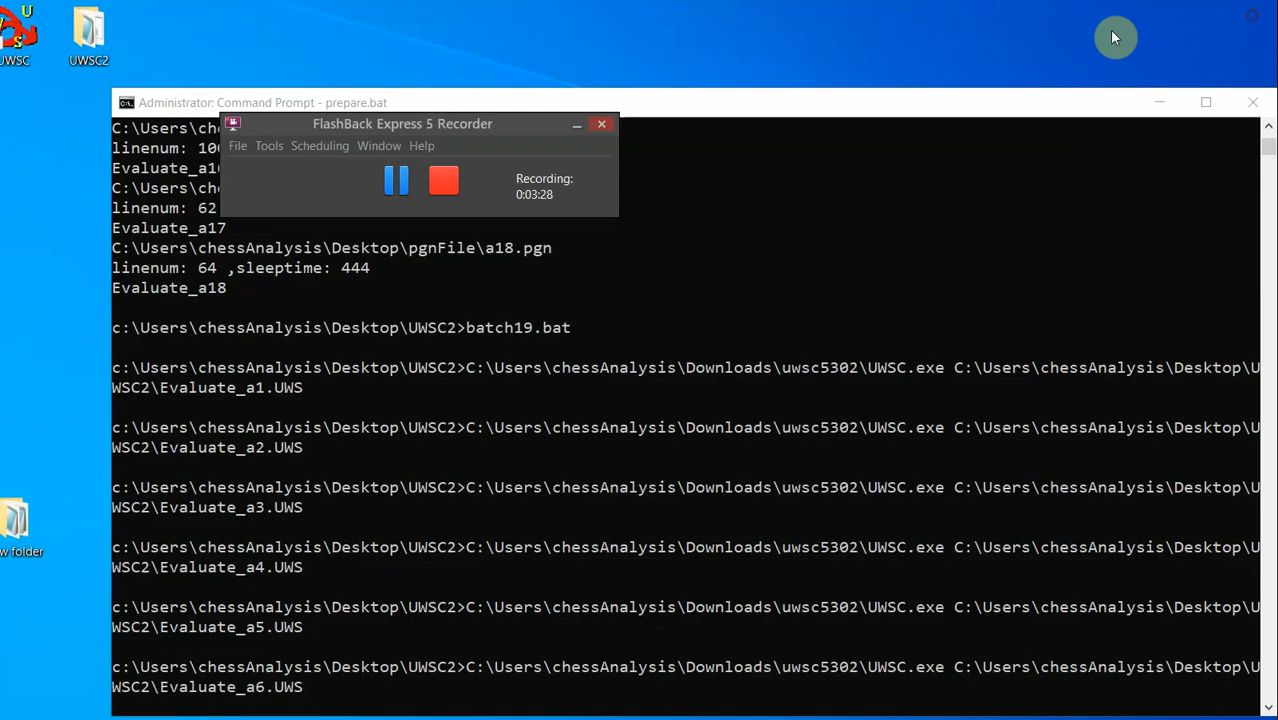 U
S
UWSC
UWSC2
Administrator: Command Prompt - prepare.bat
FlashBack Express 5 Recorder
File Tools Scheduling Window Help
Recording:
0:03:28
linenum:
linenum: 62
Evaluate_a17
C:\Users\chessAnalysis\Desktop\pgnFile\a18.pgn
linenum: 64 ,sleeptime: 444
Evaluate_a18
c:\Users\chessAnalysis\Desktop\UWSC2>batch19.bat
c:\Users\chessAnalysis\Desktop\UWSC2>C:\Users\chessAnalysis\Downloads\uwsc5302\UWSC.exe C:\Users\chessAnalysis\Desktop\U
WSC2\Evaluate_a1.UWS
c:\Users\chessAnalysis\Desktop\UWSC2>C:\Users\chessAnalysis\Downloads\uwsc5302\UWSC.exe C:\Users\chessAnalysis\Desktop\U
WSC2\Evaluate_a2.UWS
c:\Users\chessAnalysis\Desktop\UWSC2>C:\Users\chessAnalysis\Downloads\uwsc5302\UWSC.exe C:\Users\chessAnalysis\Desktop\U
WSC2\Evaluate_a3.UWS
c:\Users\chessAnalysis\Desktop\UWSC2>C:\Users\chessAnalysis\Downloads\uwsc5302\UWSC.exe C:\Users\chessAnalysis\Desktop\U
WSC2\Evaluate_a4.UWS
c:\Users\chessAnalysis\Desktop\UWSC2>C:\Users\chessAnalysis\Downloads\uwsc5302\UWSC.exe C:\Users\chessAnalysis\Desktop\U
WSC2\Evaluate_a5.UWS
c:\Users\chessAnalysis\Desktop\UWSC2>C:\Users\chessAnalysis\Downloads\uwsc5302\UWSC.exe C:\Users\chessAnalysis\Desktop\U
WSC2\Evaluate_a6.UWS
w folder